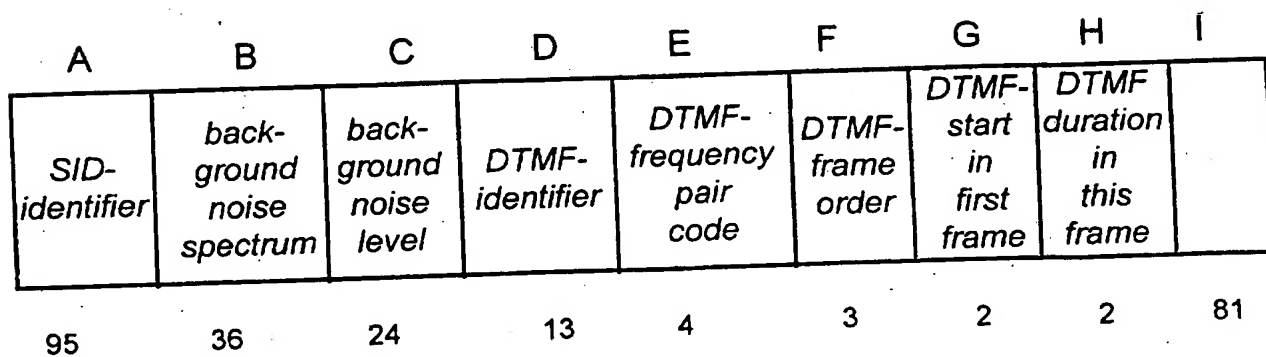 A B C D E F G H I
SID-
identifier
back-
ground
noise
spectrum
back-
ground
noise
level
DTMF-
identifier
DTMF-
frequency
pair
code
DTMF-
frame
order
DTMF-
start
in
first
frame
DTMF
duration
in
this
frame
95 36 24 13 4 3 2 2 81